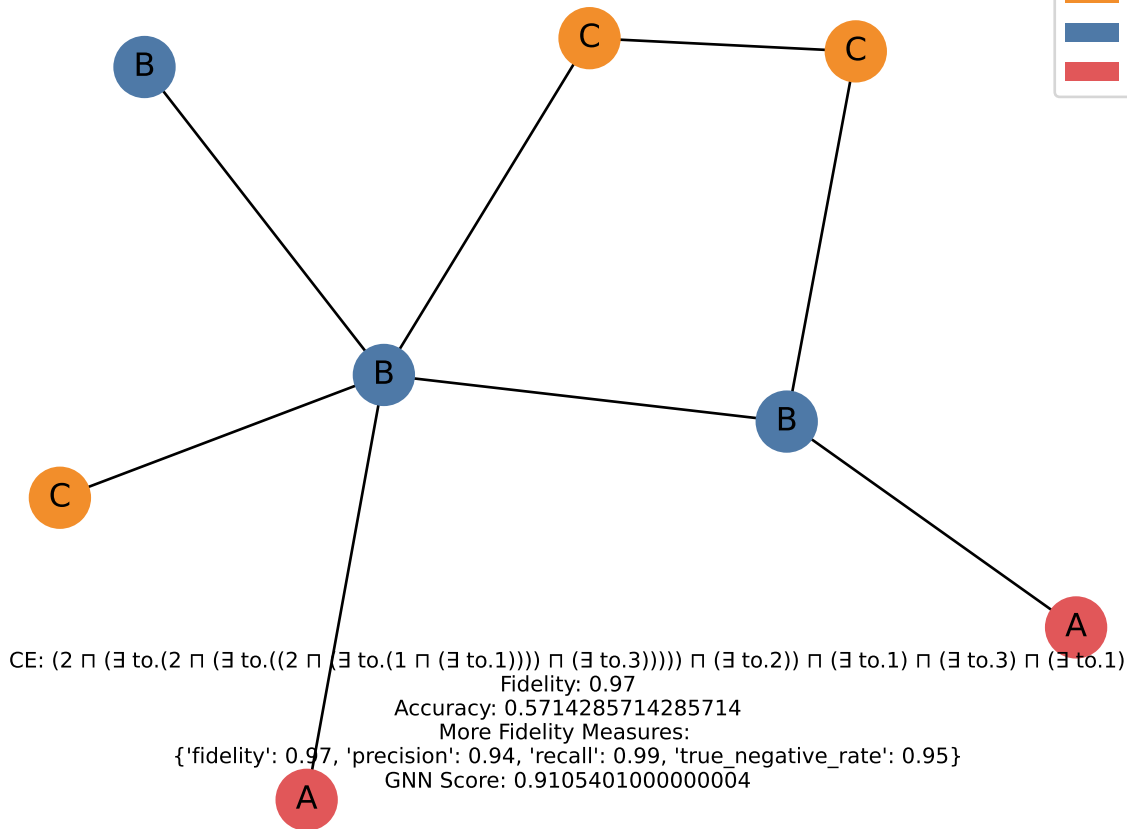 C
C
B
B
B
C
A
CE: (2 ⊓ (∃ to.(2 ⊓ (∃ to.((2 ⊓ (∃ to.(1 ⊓ (∃ to.1)))) ⊓ (∃ to.3))))) ⊓ (∃ to.2)) ⊓ (∃ to.1) ⊓ (∃ to.3) ⊓ (∃ to.1)
Fidelity: 0.97
Accuracy: 0.5714285714285714
More Fidelity Measures:
{'fidelity': 0.97, 'precision': 0.94, 'recall': 0.99, 'true_negative_rate': 0.95}
GNN Score: 0.9105401000000004
A